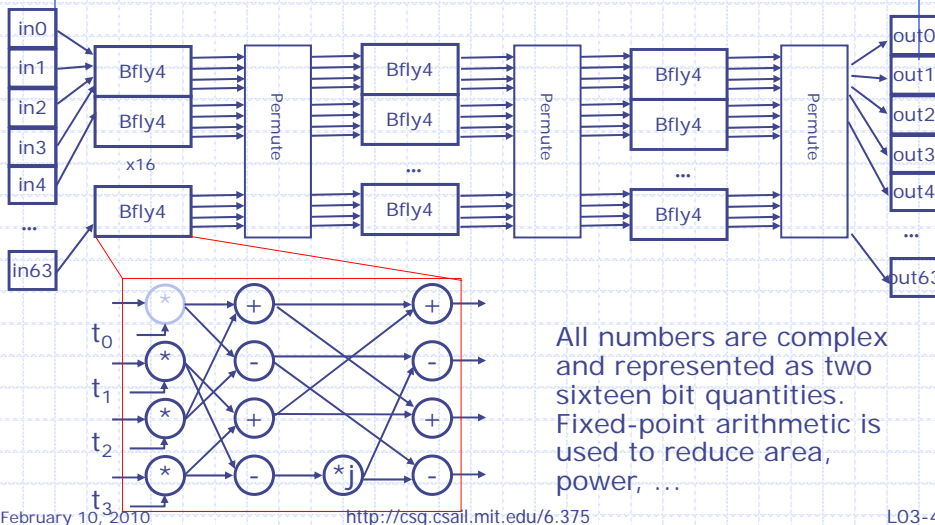 in0
in1
in2
in3
in4
...
in63
Bfly4
Bfly4
x16
Bfly4
Permute
Bfly4
Bfly4
...
Bfly4
Permute
Bfly4
Bfly4
...
Bfly4
Permute
out0
out1
out2
out3
out4
...
out63
*
+
+
t0
*
-
-
t1
*
+
+
t2
*
-
*j
-
t3
All numbers are complex
and represented as two
sixteen bit quantities.
Fixed-point arithmetic is
used to reduce area,
power, ...
February 10, 2010
http://csg.csail.mit.edu/6.375
L03-4